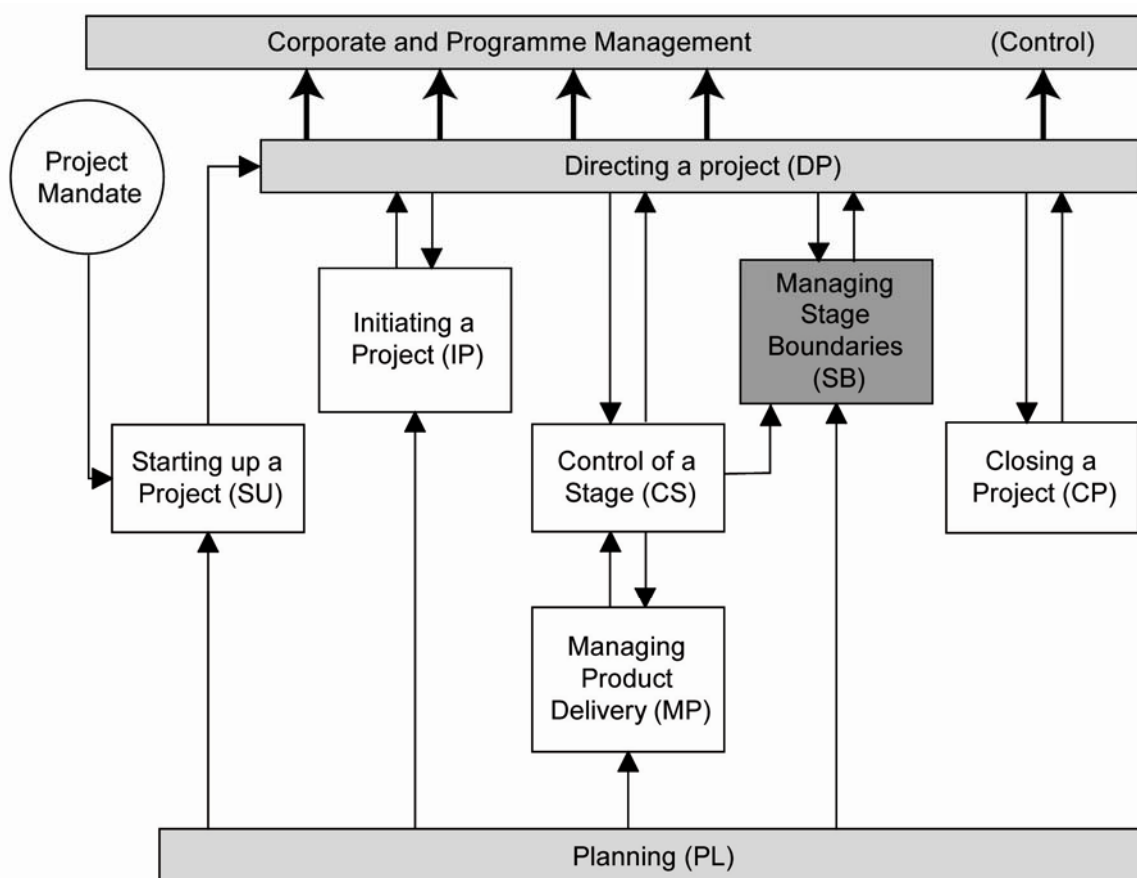 Corporate and Programme Management (Control)
Project
Mandate
Directing a project (DP)
Initiating a
Project (IP)
Managing
Stage
Boundaries
(SB)
Starting up a
Project (SU)
Control of a
Stage (CS)
Closing a
Project (CP)
Managing
Product
Delivery (MP)
Planning (PL)